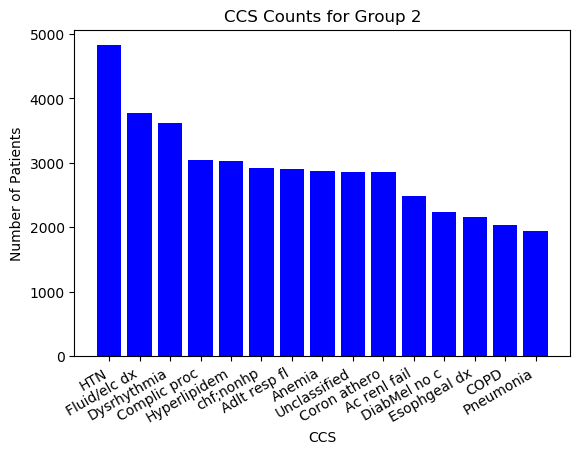 CCS Counts for Group 2
Number of Patients
5000
4000
3000
2000
1000
0
HTN
Fluid/elc dx
Dysrhythmia
Complic proc
Hyperlipidem
chf;nonhp
Adlt resp fl
Anemia
Unclassified
Coron athero
Ac renl fail
DiabMel no c
Esophgeal dx
COPD
Pneumonia
CCS